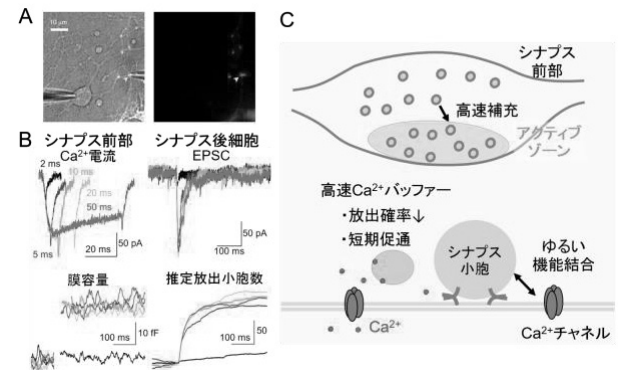 A
10 μm
B
シナプス前部
Ca²⁺電流
2 ms
10 ms
20 ms
50 ms
5 ms
50 pA
20 ms
シナプス後細胞
EPSC
50 pA
100 ms
膜容量
100 ms
10 fF
推定放出小胞数
100 ms
50
C
シナプス
前部
高速補充
アクティブ
ゾーン
高速Ca²⁺バッファー
・放出確率↓
・短期促通
シナプス
小胞
ゆるい
機能結合
Ca²⁺
Ca²⁺チャネル